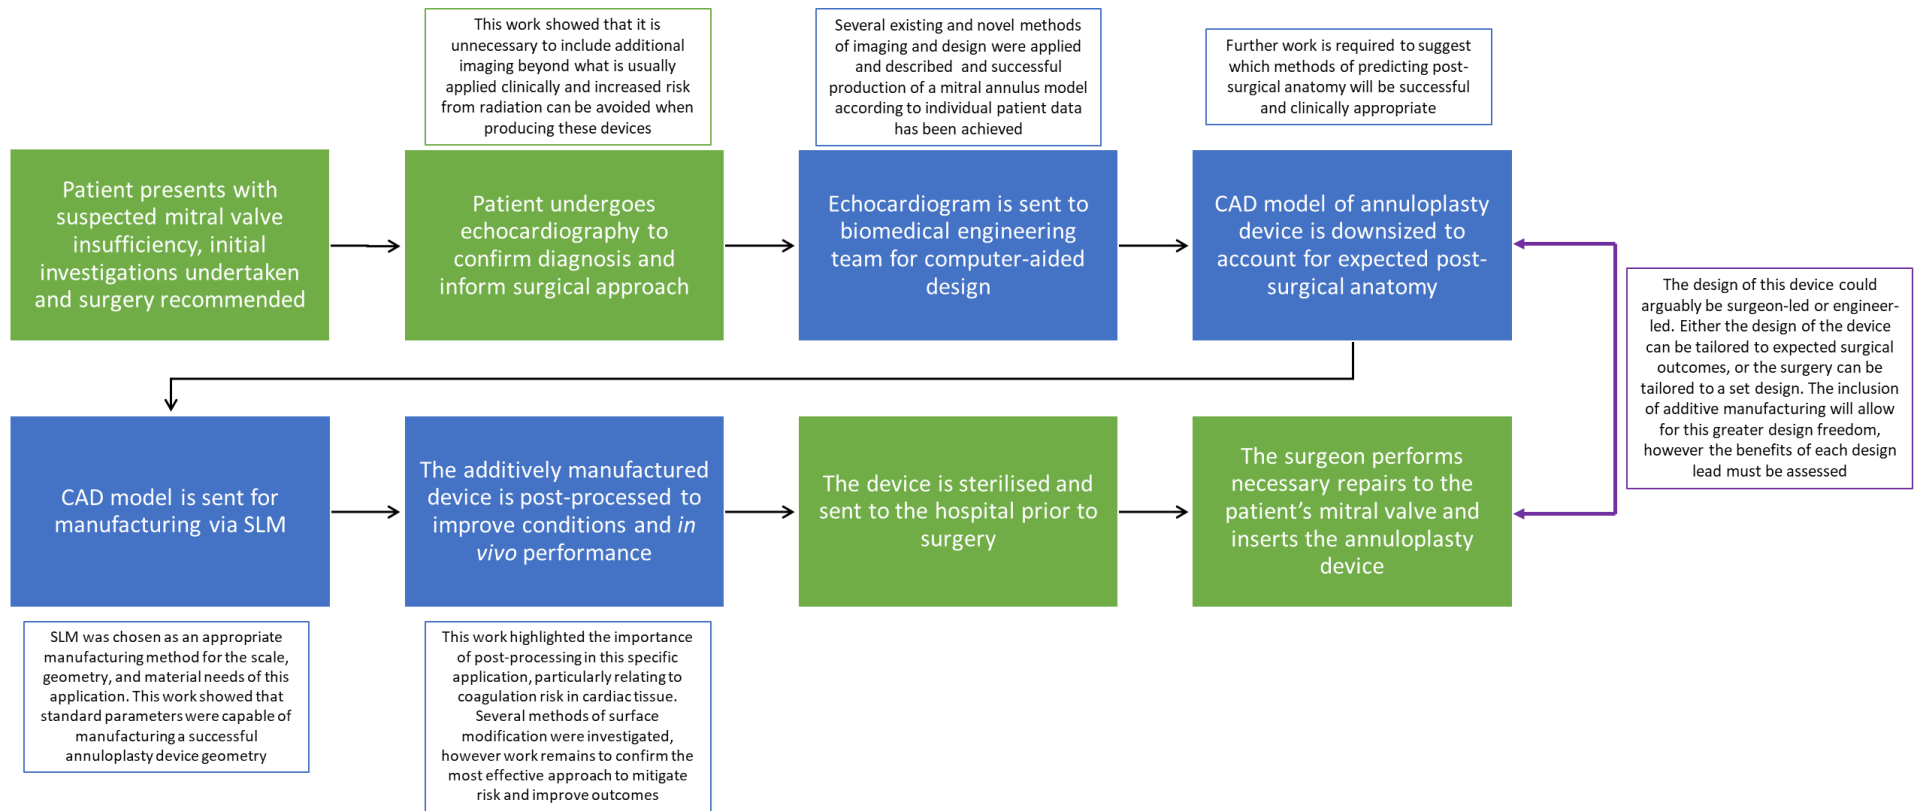 This work showed that it is
unnecessary to include additional
imaging beyond what is usually
applied clinically and increased risk
from radiation can be avoided when
producing these devices
Several existing and novel methods
of imaging and design were applied
and described and successful
production of a mitral annulus model
according to individual patient data
has been achieved
Further work is required to suggest
which methods of predicting post-
surgical anatomy will be successful
and clinically appropriate
Patient presents with
suspected mitral valve
insufficiency, initial
investigations undertaken
and surgery recommended
Patient undergoes
echocardiography to
confirm diagnosis and
inform surgical approach
Echocardiogram is sent to
biomedical engineering
team for computer-aided
design
CAD model of annuloplasty
device is downsized to
account for expected post-
surgical anatomy
The design of this device could
arguably be surgeon-led or engineer-
led. Either the design of the device
can be tailored to expected surgical
outcomes, or the surgery can be
tailored to a set design. The inclusion
of additive manufacturing will allow
for this greater design freedom,
however the benefits of each design
lead must be assessed
CAD model is sent for
manufacturing via SLM
The additively manufactured
device is post-processed to
improve conditions and in
vivo performance
The device is sterilised and
sent to the hospital prior to
surgery
The surgeon performs
necessary repairs to the
patient's mitral valve and
inserts the annuloplasty
device
SLM was chosen as an appropriate
manufacturing method for the scale,
geometry, and material needs of this
application. This work showed that
standard parameters were capable of
manufacturing a successful
annuloplasty device geometry
This work highlighted the importance
of post-processing in this specific
application, particularly relating to
coagulation risk in cardiac tissue.
Several methods of surface
modification were investigated,
however work remains to confirm the
most effective approach to mitigate
risk and improve outcomes